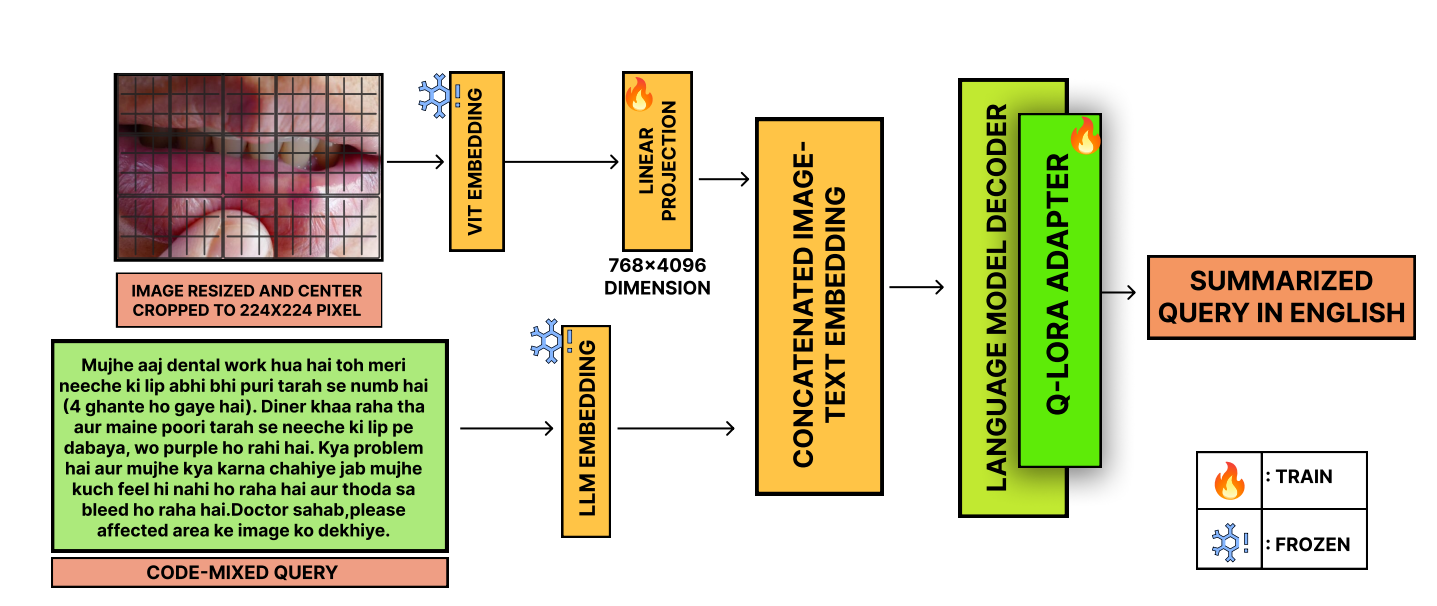 IMAGE RESIZED AND CENTER
CROPPED TO 224X224 PIXEL
Mujhe aaj dental work hua hai toh meri
neeche ki lip abhi bhi puri tarah se numb hai
(4 ghante ho gaye hai). Diner khaa raha tha
aur maine poori tarah se neeche ki lip pe
dabaya, wo purple ho rahi hai. Kya problem
hai aur mujhe kya karna chahiye jab mujhe
kuch feel hi nahi ho raha hai aur thoda sa
bleed ho raha hai.Doctor sahab,please
affected area ke image ko dekhiye.
CODE-MIXED QUERY
VIT EMBEDDING
LINEAR
PROJECTION
768×4096
DIMENSION
LLM EMBEDDING
CONCATENATED IMAGE-
TEXT EMBEDDING
LANGUAGE MODEL DECODER
Q-LORA ADAPTER
SUMMARIZED
QUERY IN ENGLISH
: TRAIN
: FROZEN